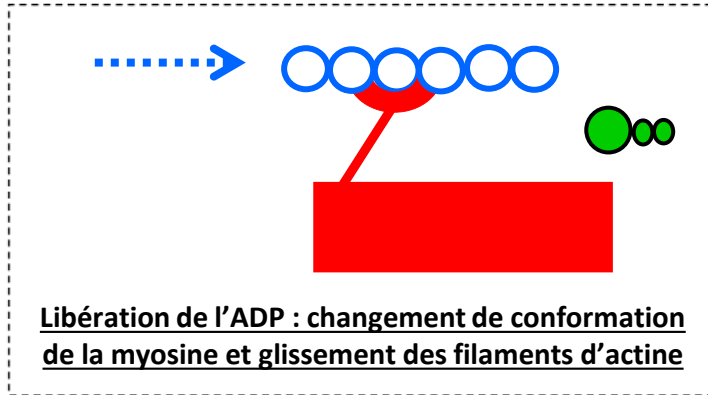 Libération de l’ADP : changement de conformation
de la myosine et glissement des filaments d’actine